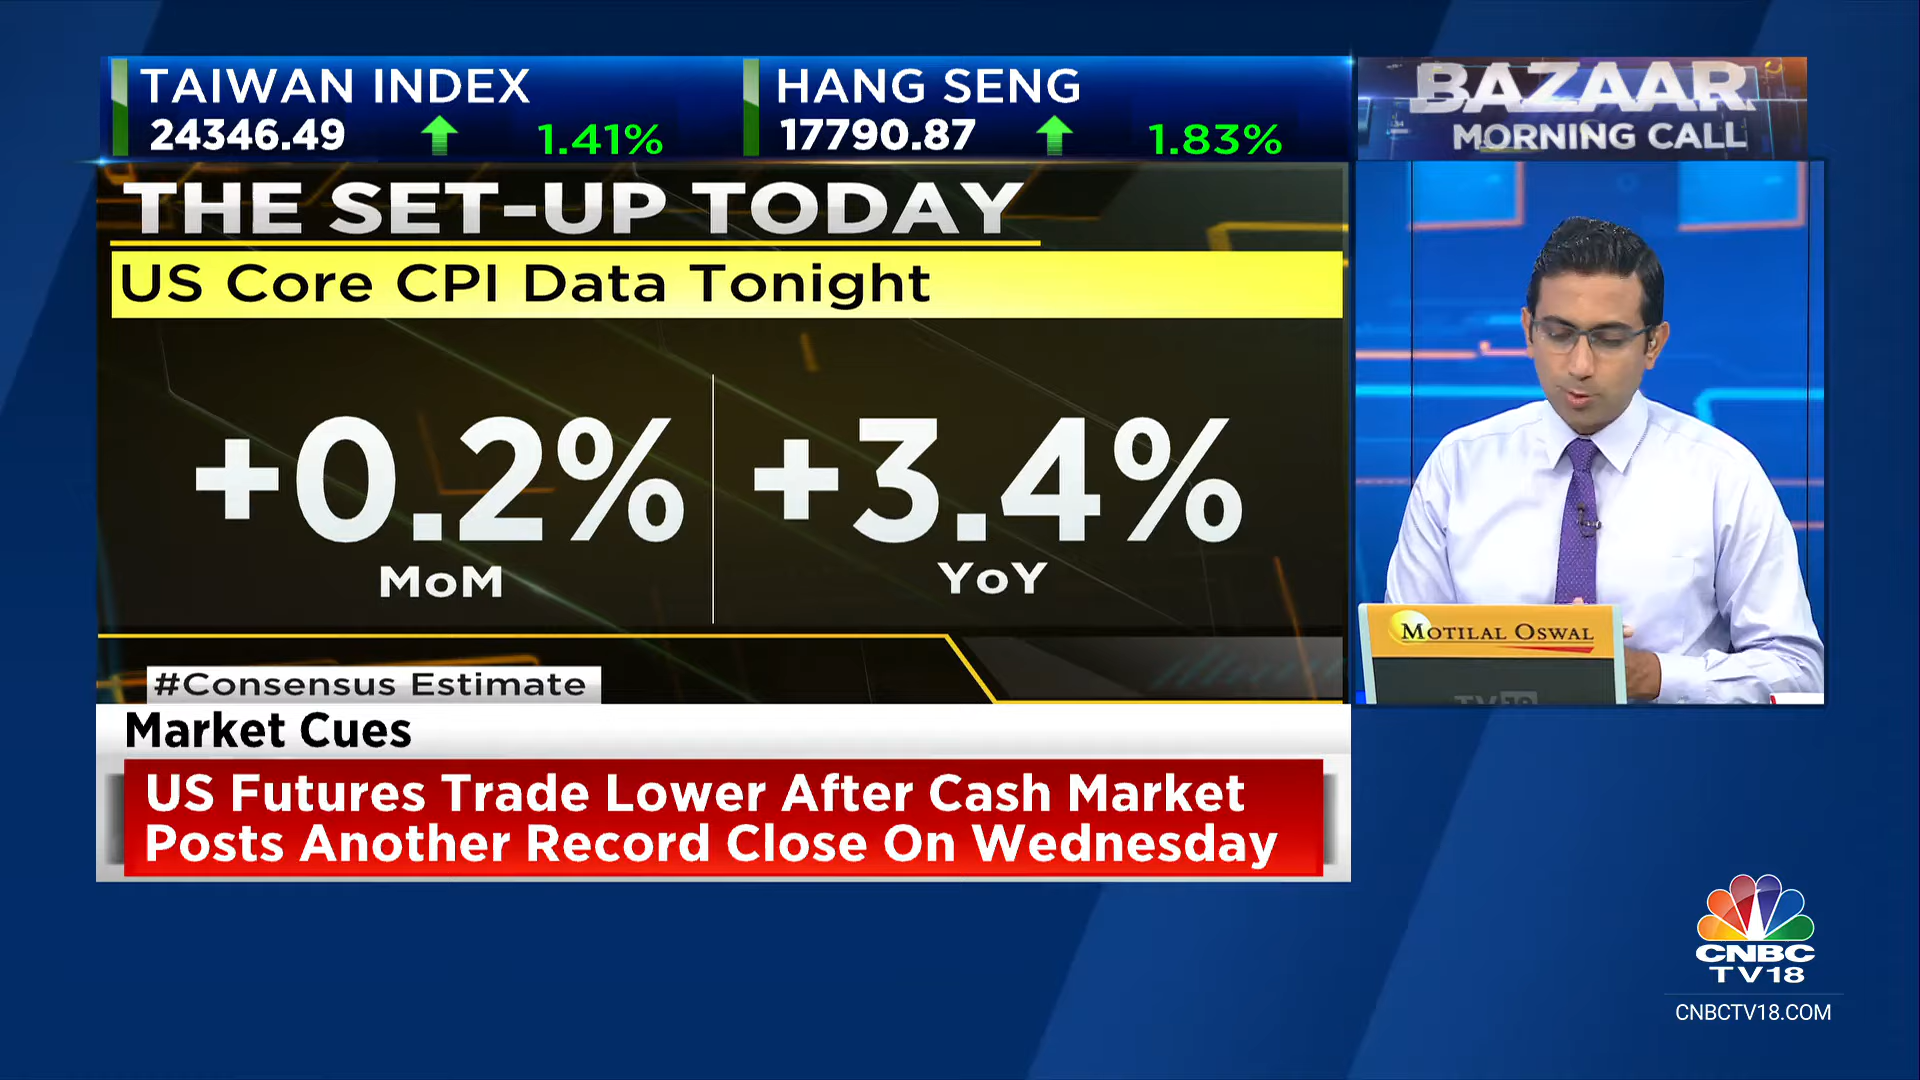 TAIWAN INDEX
24346.49 1.41%
HANG SENG
17790.87 1.83%
BAZAAR
MORNING CALL
THE SET-UP TODAY
US Core CPI Data Tonight
+0.2%
MoM
+3.4%
YoY
#Consensus Estimate
MOTILAL OSWAL
TV18
Market Cues
US Futures Trade Lower After Cash Market
Posts Another Record Close On Wednesday
CNBC
TV18
CNBCTV18.COM